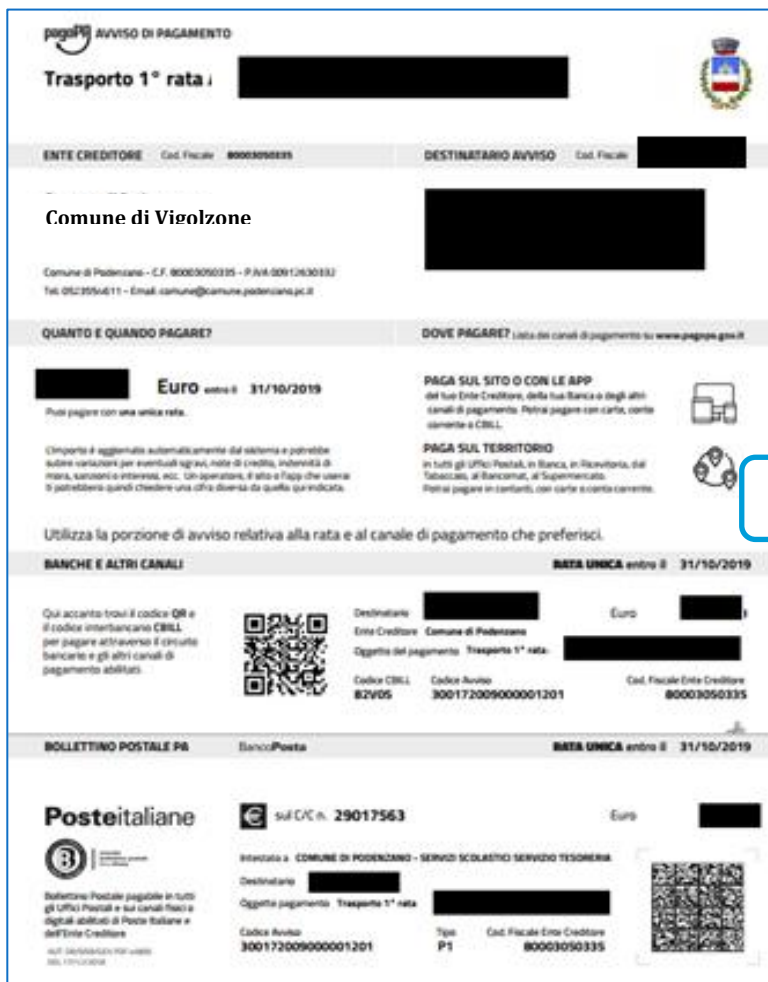 pagoPA AVVISO DI PAGAMENTO
Trasporto 1° rata
ENTE CREDITORE Cod. Fiscale 80003050335
DESTINATARIO AVVISO Cod. Fiscale
Comune di Vigolzone
Comune di Podenzano - C.F. 80003050335 - P.IVA 00912630332
Email: comune@comune.podenzano.pc.it
QUANTO E QUANDO PAGARE?
DOVE PAGARE? Lista dei canali di pagamento su www.pagopa.gov.it
Euro entro il 31/10/2019
Puoi pagare con una unica rata.
L'importo è aggiornato automaticamente dal sistema e potrebbe
subire variazioni per eventuali sgravi, note di credito, indennità di
mora, sanzioni o interessi, ecc. Un operatore, il sito o l'app che userai
ti potrebbero quindi chiedere una cifra diversa da quella qui indicata.
PAGA SUL SITO O CON LE APP
del tuo Ente Creditore, della tua Banca o degli altri
canali di pagamento. Potrai pagare con carte, conto
corrente o CBILL.
PAGA SUL TERRITORIO
in tutti gli Uffici Postali, in Banca, in Ricevitoria, dal
Tabaccaio, al Bancomat, al Supermercato.
Potrai pagare in contanti, con carte o conto corrente.
Utilizza la porzione di avviso relativa alla rata e al canale di pagamento che preferisci.
BANCHE E ALTRI CANALI
RATA UNICA entro il 31/10/2019
Qui accanto trovi il codice QR e
il codice interbancario CBILL
per pagare attraverso il circuito
bancario e gli altri canali di
pagamento abilitati.
Destinatario
Euro
Ente Creditore Comune di Podenzano
Oggetto del pagamento Trasporto 1° rata
Codice CBILL Codice Avviso Cod. Fiscale Ente Creditore
B2V05 300172009000001201 80003050335
BOLLETTINO POSTALE PA BancoPosta
RATA UNICA entro il 31/10/2019
Posteitaliane
sul C/C n. 29017563
Euro
intestato a COMUNE DI PODENZANO - SERVIZI SCOLASTICI SERVIZIO TESORERIA
Destinatario
Oggetto pagamento Trasporto 1° rata
Bollettino Postale pagabile in tutti
gli Uffici Postali e sui canali fisici o
digitali abilitati di Poste Italiane e
dell'Ente Creditore
Codice Avviso Tipo Cod. Fiscale Ente Creditore
300172009000001201 P1 80003050335